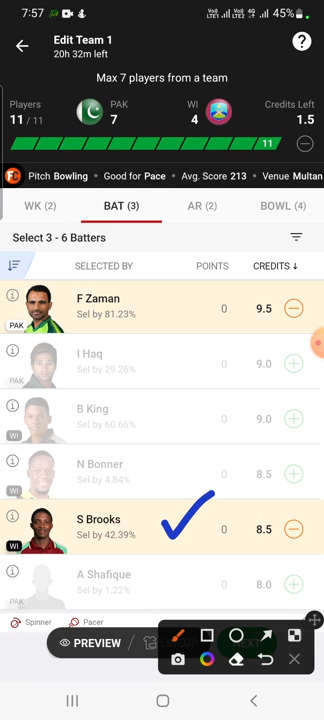 7:57 Vo) LTE1 Vo) LTE2 4G 45%
Edit Team 1
20h 32m left
?
Max 7 players from a team
Players PAK WI Credits Left
11 / 11 7 4 1.5
11
Pitch Bowling • Good for Pace • Avg. Score 213 • Venue Multan
WK (2) BAT (3) AR (2) BOWL (4)
Select 3 - 6 Batters
SELECTED BY POINTS CREDITS ↓
F Zaman
Sel by 81.23% 0 9.5
PAK
I Haq
Sel by 29.26% 0 9.0
PAK
B King
Sel by 60.66% 0 9.0
WI
N Bonner
Sel by 4.84% 0 8.5
WI
S Brooks
Sel by 42.39% 0 8.5
WI
A Shafique
Sel by 1.22% 0 8.0
PAK
Spinner Pacer
PREVIEW